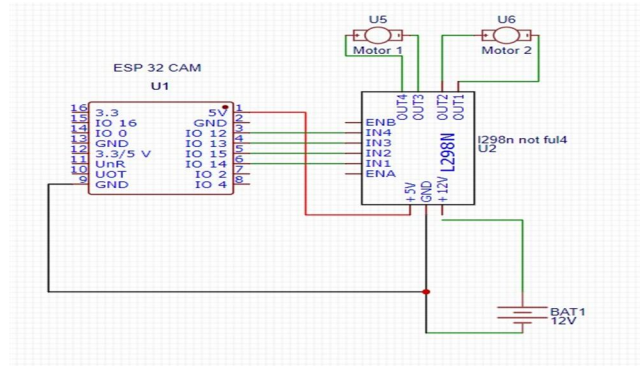 U5
Motor 1
U6
Motor 2
ESP 32 CAM
U1
16 3.3
15 IO 16
14 IO 0
13 GND
12 3.3/5 V
11 UnR
10 UOT
9 GND
5V 1
GND 2
IO 12 3
IO 13 4
IO 15 5
IO 14 6
IO 2 7
IO 4 8
OUT4
OUT3
OUT2
OUT1
ENB
IN4
IN3
IN2
IN1
ENA
L298N
+ 5V
GND
+ 12V
l298n not ful4
U2
BAT1
12V